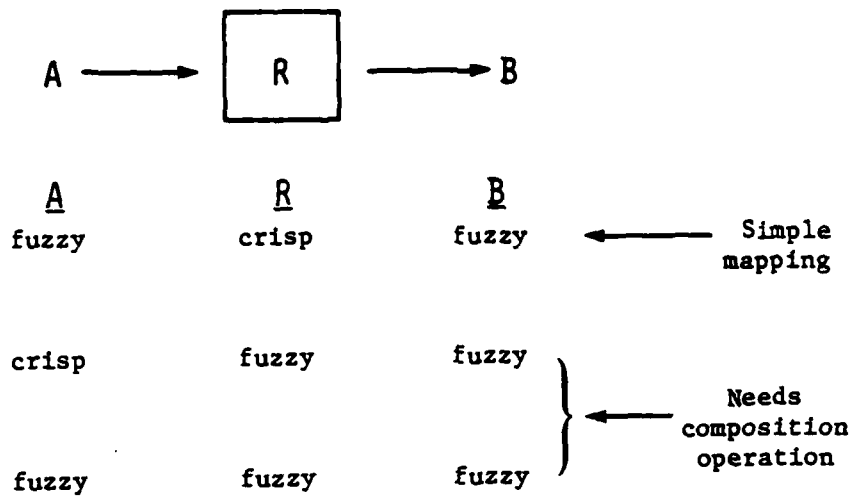 A R B
A R B
fuzzy crisp fuzzy Simple
mapping
crisp fuzzy fuzzy
Needs
composition
operation
fuzzy fuzzy fuzzy